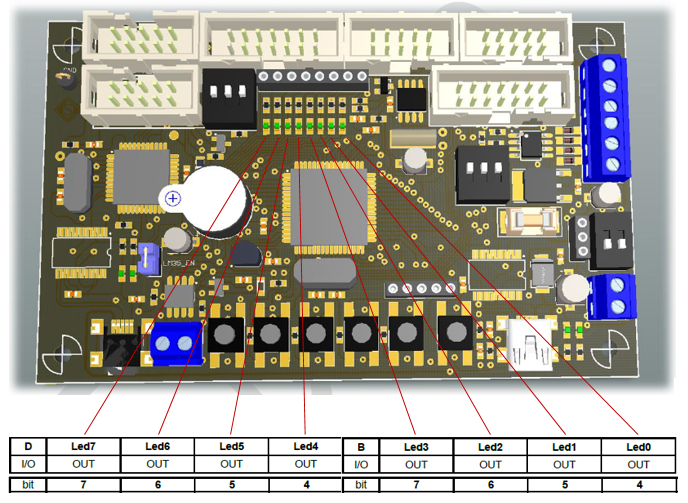 LM35_EN
D Led7 Led6 Led5 Led4 B Led3 Led2 Led1 Led0
I/O OUT OUT OUT OUT I/O OUT OUT OUT OUT
bit 7 6 5 4 bit 7 6 5 4